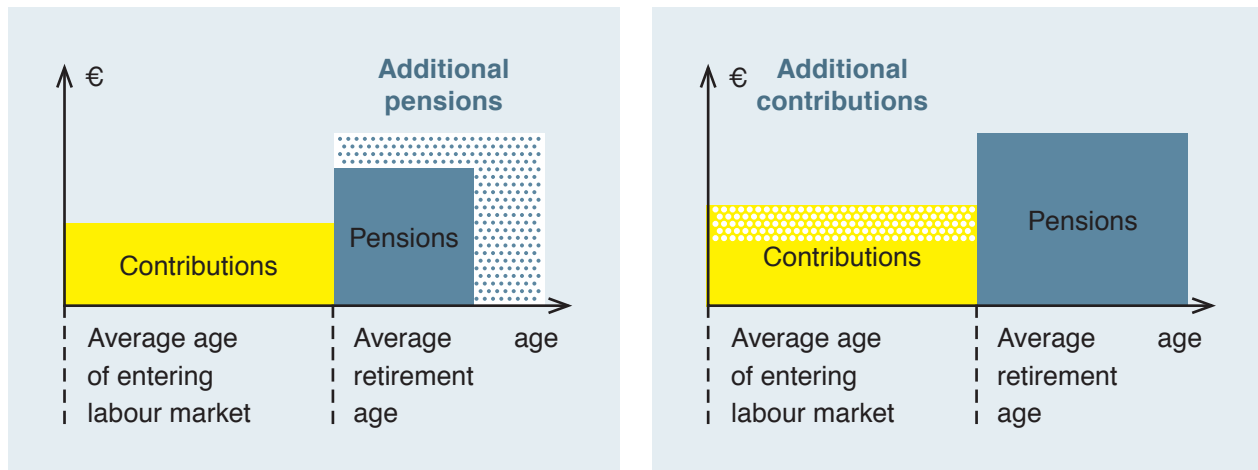 €
Additional
pensions
Pensions
Contributions
Average age
of entering
labour market
Average
retirement
age
age
€
Additional
contributions
Pensions
Contributions
Average age
of entering
labour market
Average
retirement
age
age